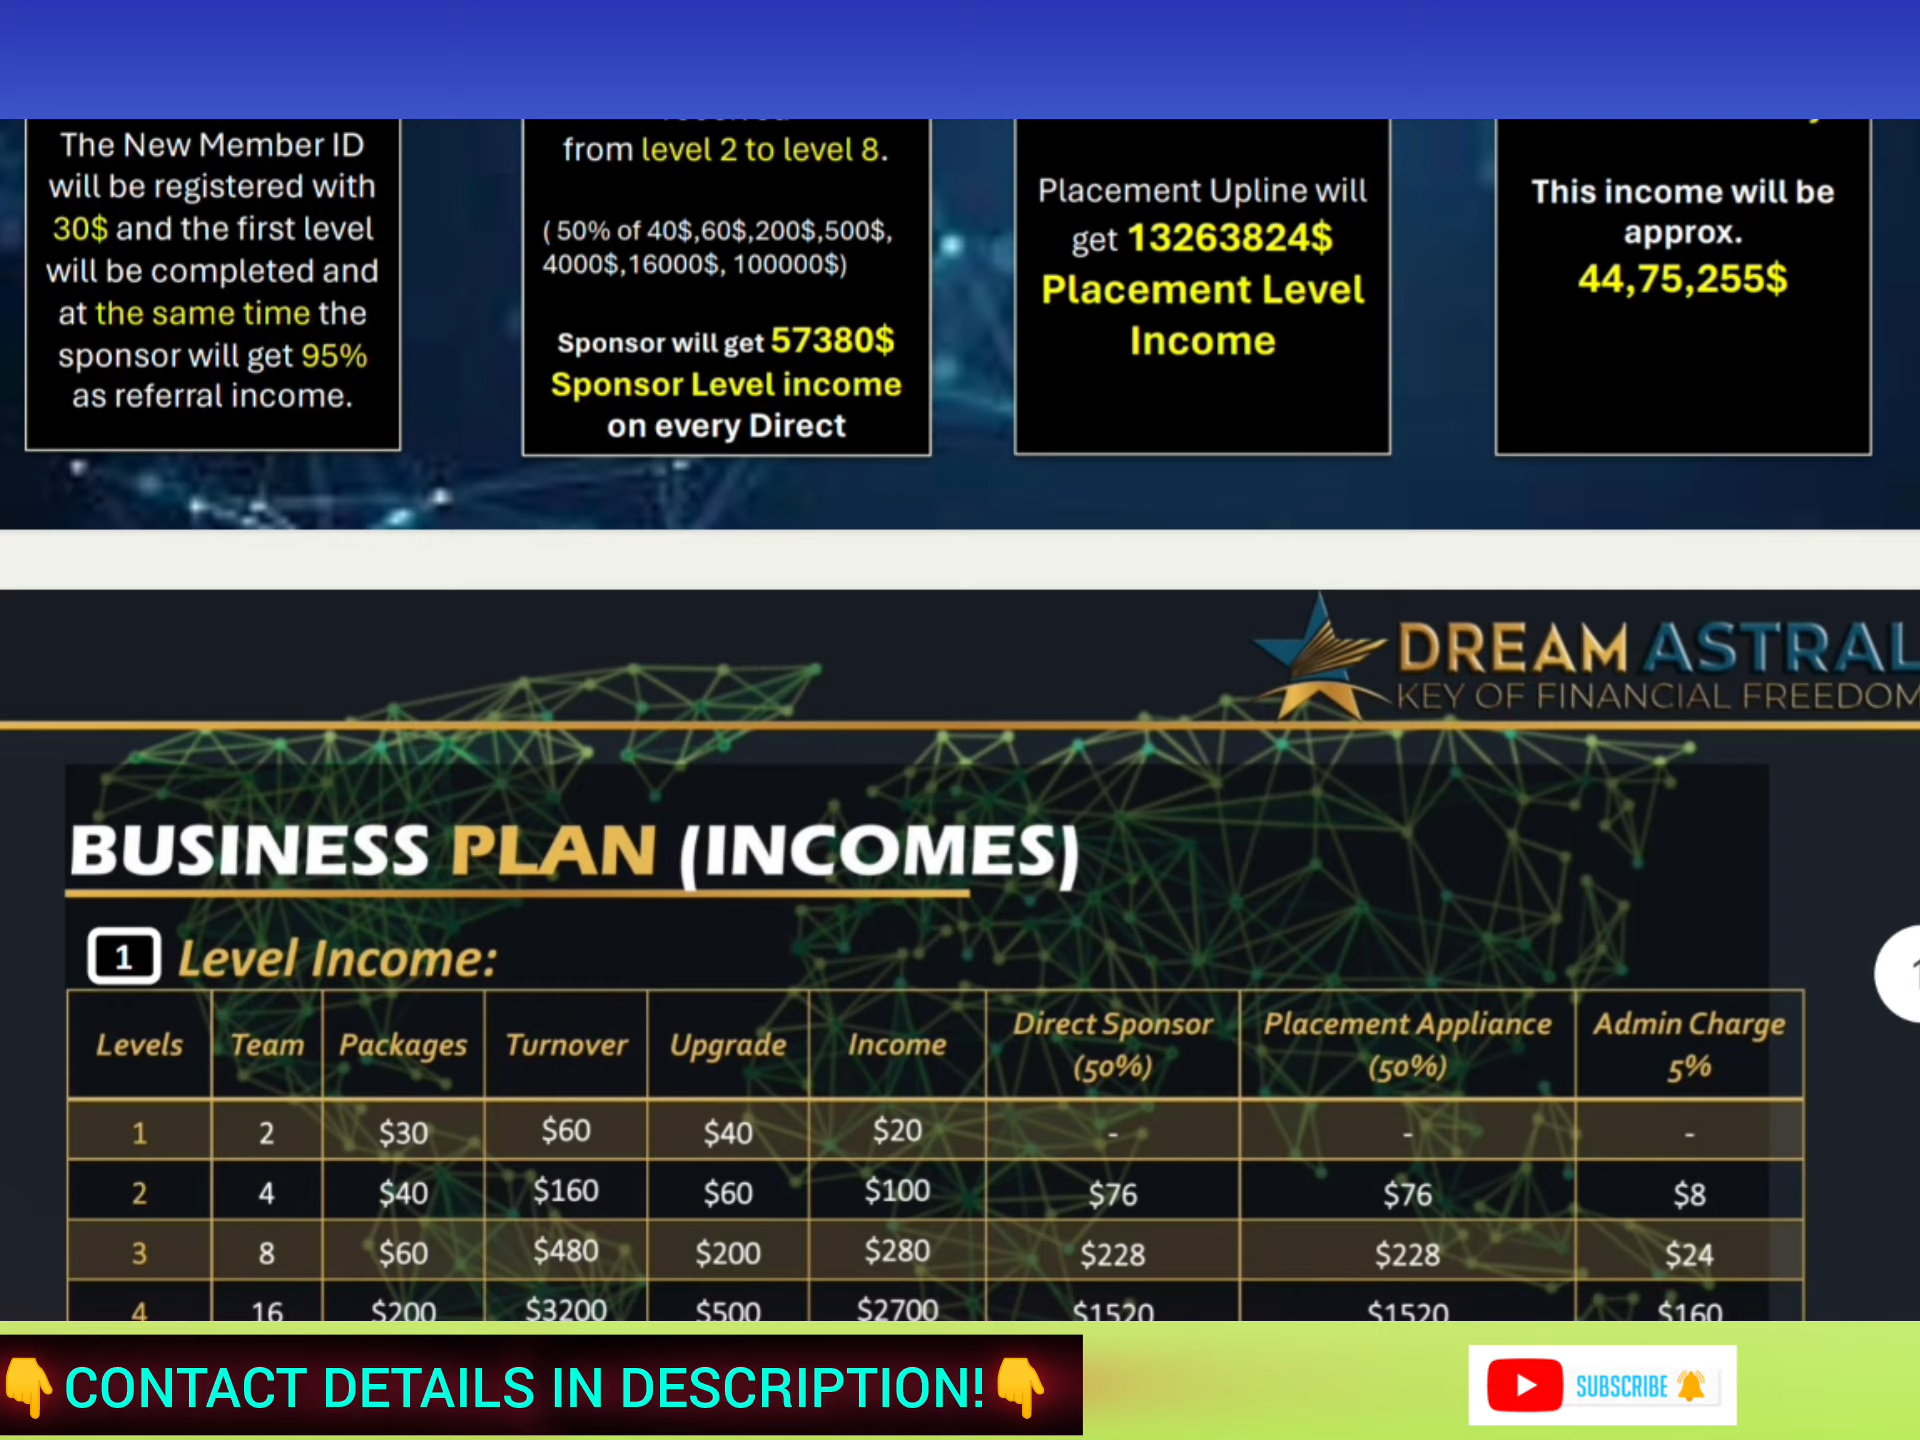 The New Member ID
will be registered with
30$ and the first level
will be completed and
at the same time the
sponsor will get 95%
as referral income.
from level 2 to level 8.
( 50% of 40$,60$,200$,500$,
4000$,16000$, 100000$)
Sponsor will get 57380$
Sponsor Level income
on every Direct
Placement Upline will
get 13263824$
Placement Level
Income
This income will be
approx.
44,75,255$
DREAM ASTRAL
KEY OF FINANCIAL FREEDOM
BUSINESS PLAN (INCOMES)
1 Level Income:
Levels Team Packages Turnover Upgrade Income Direct Sponsor (50%) Placement Appliance (50%) Admin Charge 5%
1 2 $30 $60 $40 $20 - - -
2 4 $40 $160 $60 $100 $76 $76 $8
3 8 $60 $480 $200 $280 $228 $228 $24
4 16 $200 $3200 $500 $2700 $1520 $1520 $160
👇CONTACT DETAILS IN DESCRIPTION!👇
SUBSCRIBE